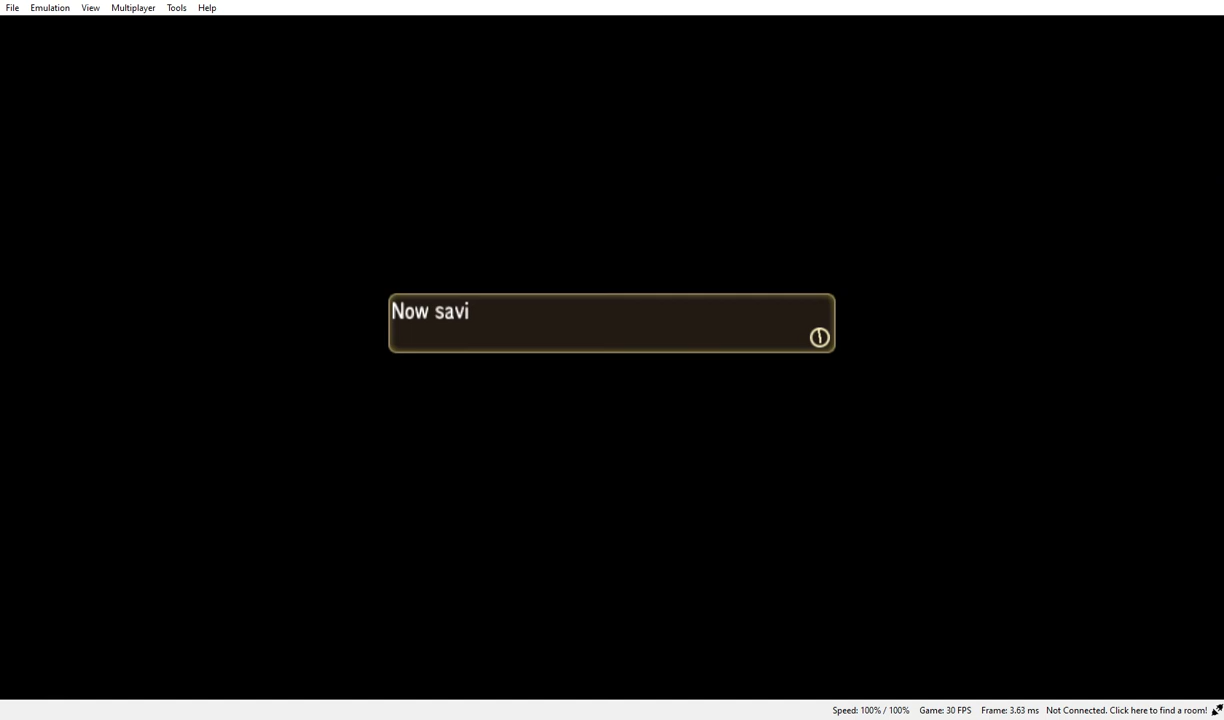 File Emulation View Multiplayer Tools Help
Now savi
Speed: 100% / 100% Game: 30 FPS Frame: 3.63 ms Not Connected. Click here to find a room!